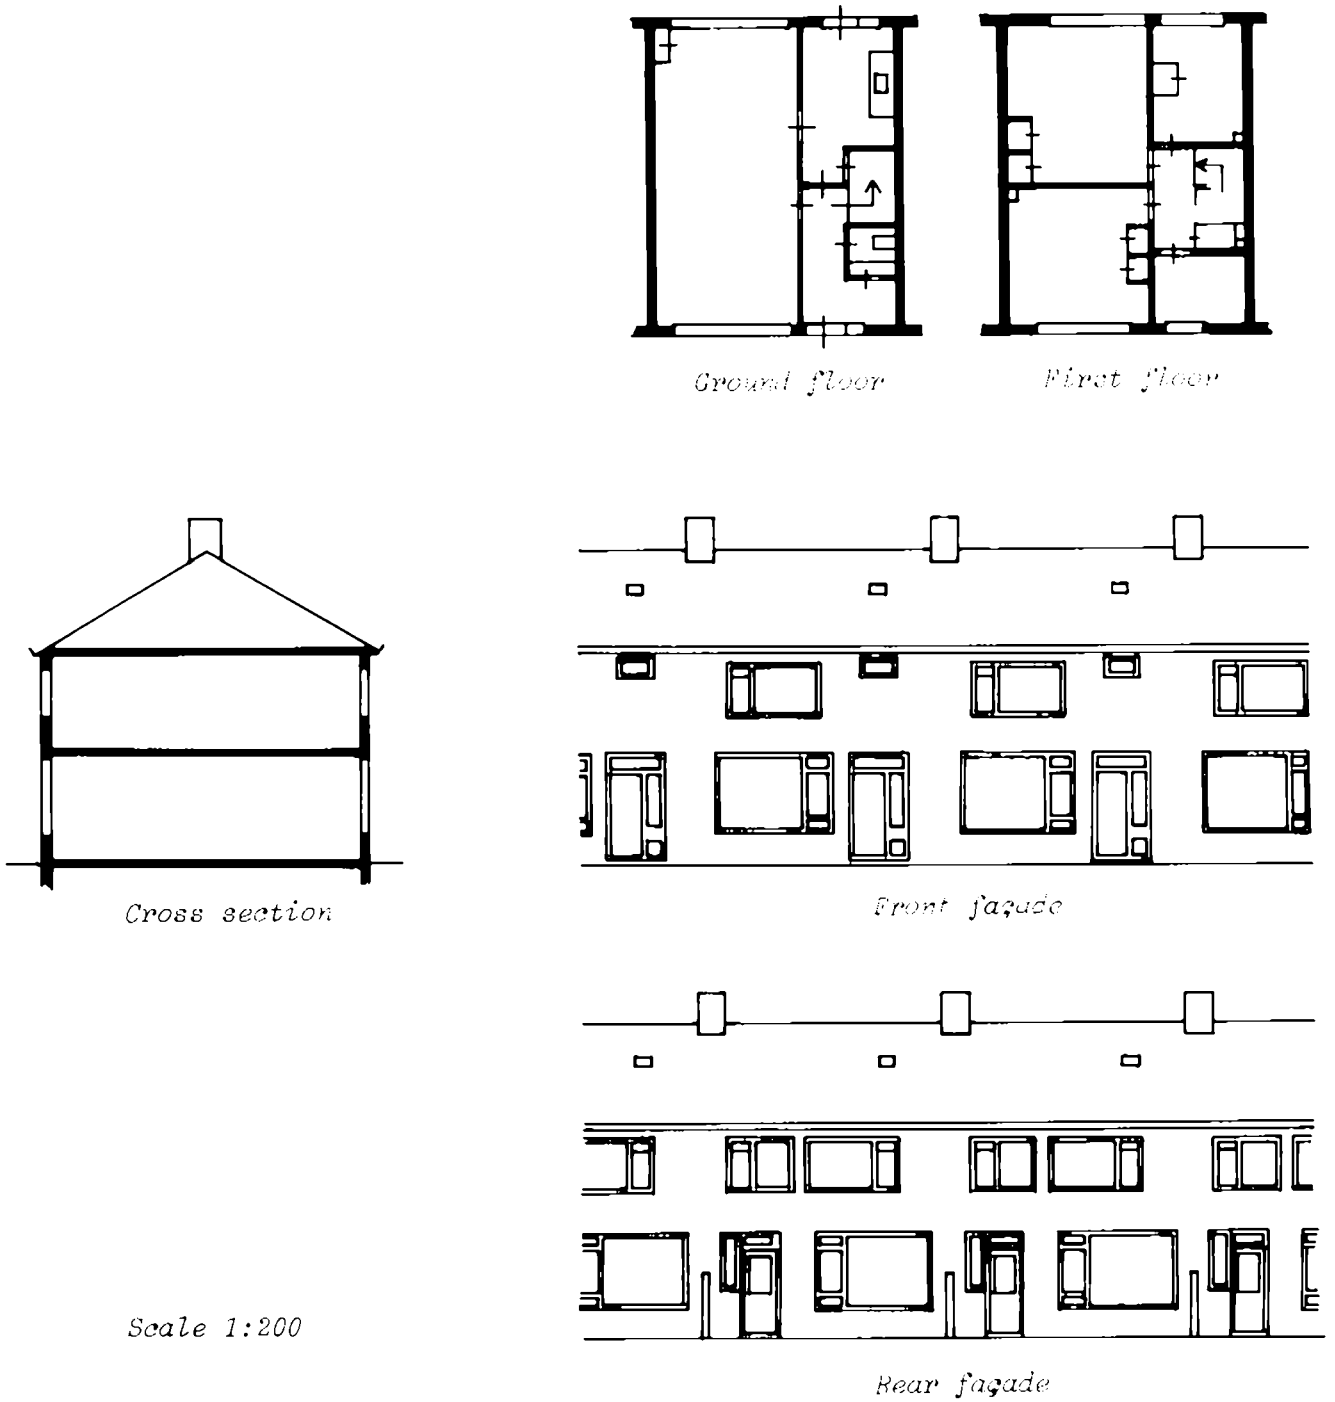 Ground floor
First floor
Cross section
Front façade
Scale 1:200
Rear façade